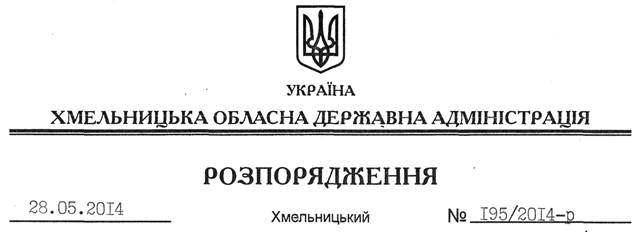 УКРАЇНА
ХМЕЛЬНИЦЬКА ОБЛАСНА ДЕРЖАВНА АДМІНІСТРАЦІЯ
РОЗПОРЯДЖЕННЯ
28.05.2014 Хмельницький № 195/2014-р